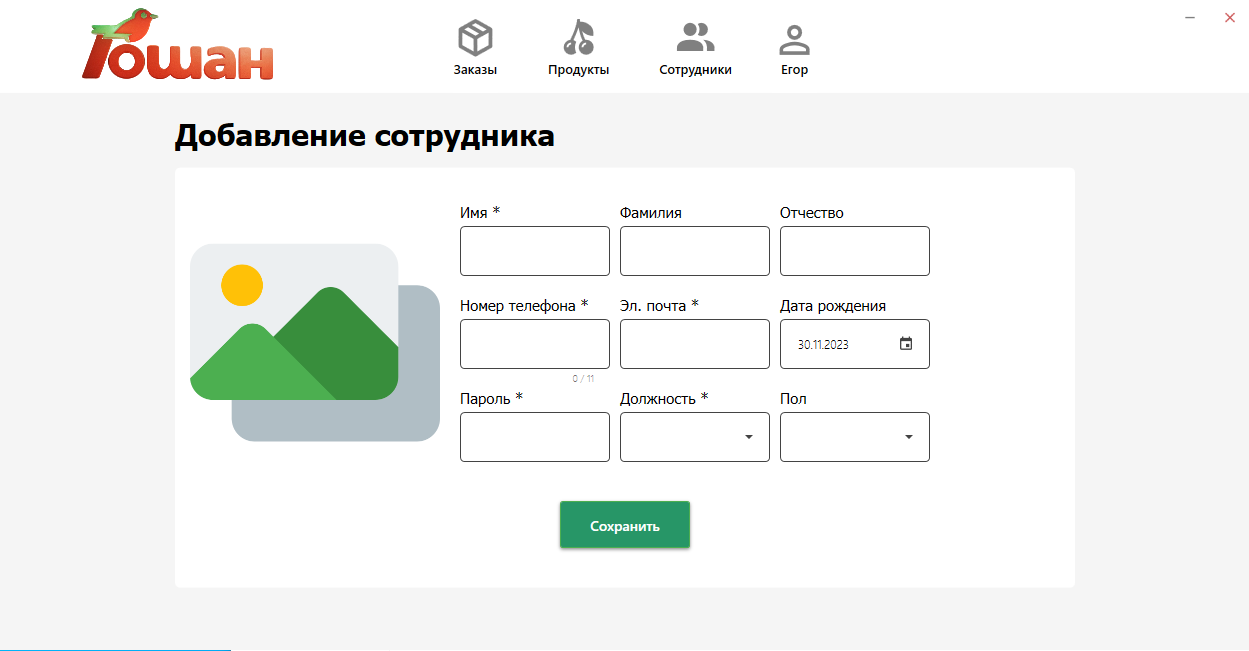 Гошан
Заказы
Продукты
Сотрудники
Егор
Добавление сотрудника
Имя *
Фамилия
Отчество
Номер телефона *
Эл. почта *
Дата рождения
30.11.2023
0 / 11
Пароль *
Должность *
Пол
Сохранить